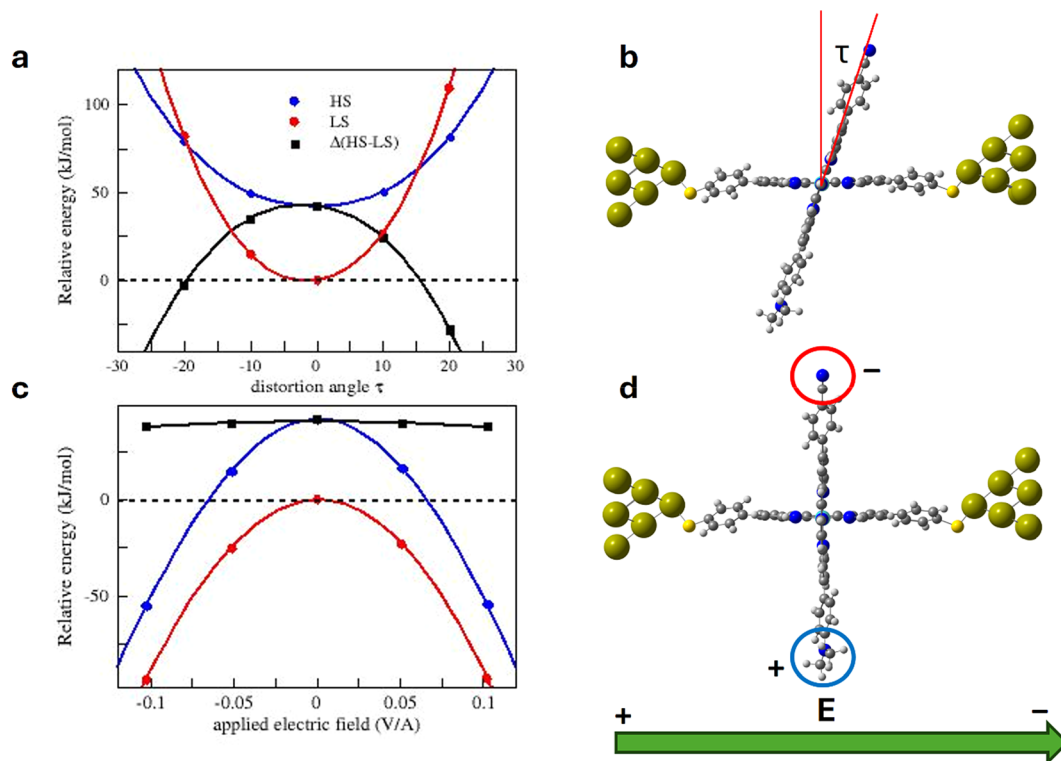 a
Relative energy (kJ/mol)
100
50
0
HS
LS
Δ(HS-LS)
-30 -20 -10 0 10 20 30
distortion angle τ
b
τ
c
Relative energy (kJ/mol)
0
-50
-0.1 -0.05 0 0.05 0.1
applied electric field (V/A)
d
−
+
E
+ −